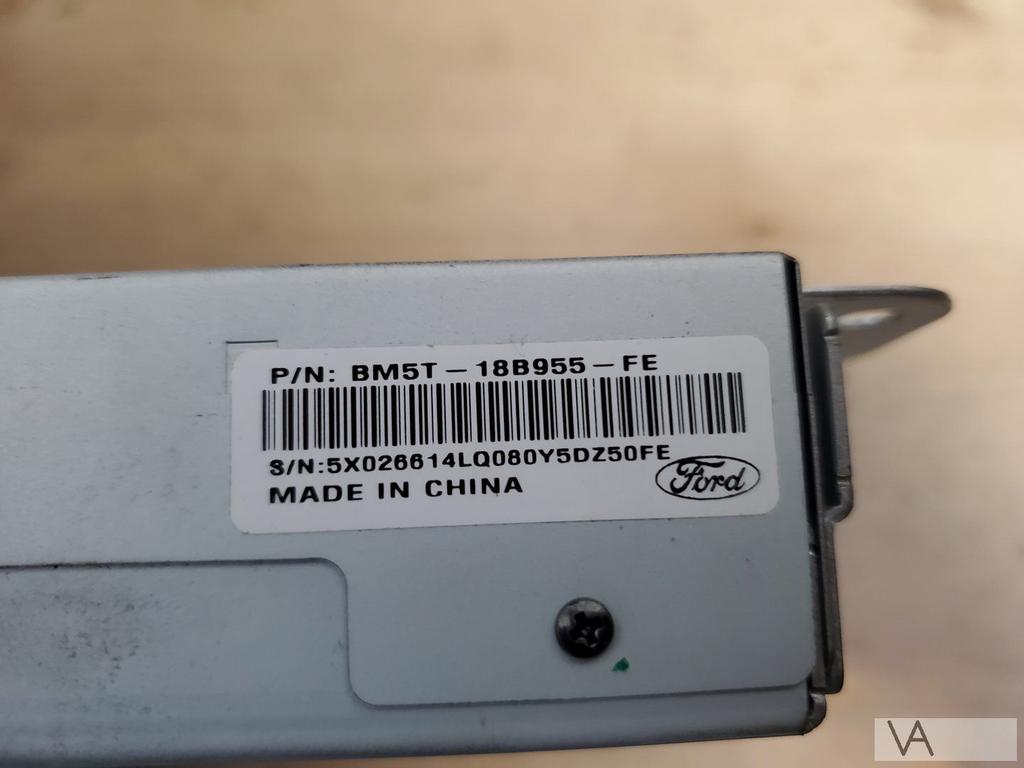 P/N: BM5T-18B955-FE
S/N:5X026614LQ080Y5DZ50FE
Ford
MADE IN CHINA
VA